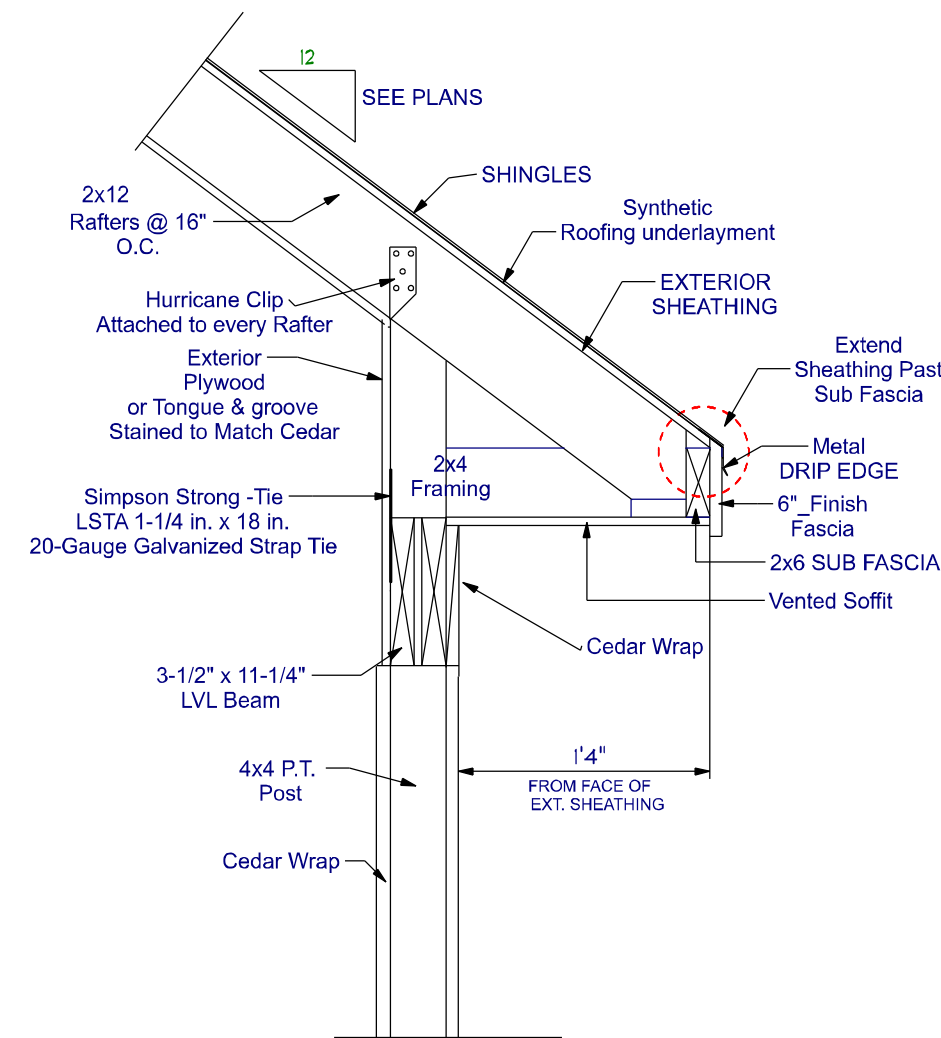 12
SEE PLANS
SHINGLES
2x12
Rafters @ 16"
O.C.
Synthetic
Roofing underlayment
EXTERIOR
SHEATHING
Hurricane Clip
Attached to every Rafter
Extend
Sheathing Past
Sub Fascia
Exterior
Plywood
or Tongue & groove
Stained to Match Cedar
Metal
DRIP EDGE
2x4
Framing
6"_Finish
Fascia
Simpson Strong -Tie
LSTA 1-1/4 in. x 18 in.
20-Gauge Galvanized Strap Tie
2x6 SUB FASCIA
Vented Soffit
Cedar Wrap
3-1/2" x 11-1/4"
LVL Beam
1'4"
FROM FACE OF
EXT. SHEATHING
4x4 P.T.
Post
Cedar Wrap